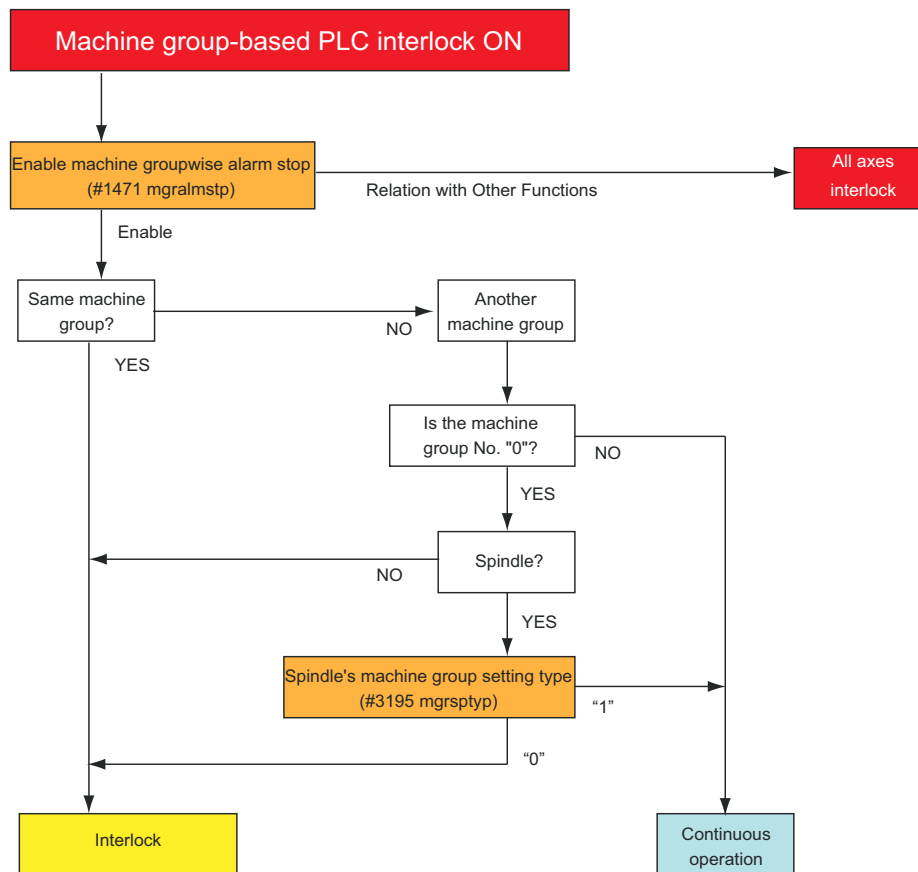 Machine group-based PLC interlock ON
Enable machine groupwise alarm stop
(#1471 mgralmstp)
All axes
interlock
Relation with Other Functions
Enable
Same machine
group?
Another
machine group
NO
YES
Is the machine
group No. "0"?
NO
YES
Spindle?
NO
YES
Spindle's machine group setting type
(#3195 mgrsptyp)
“1”
“0”
Interlock
Continuous
operation